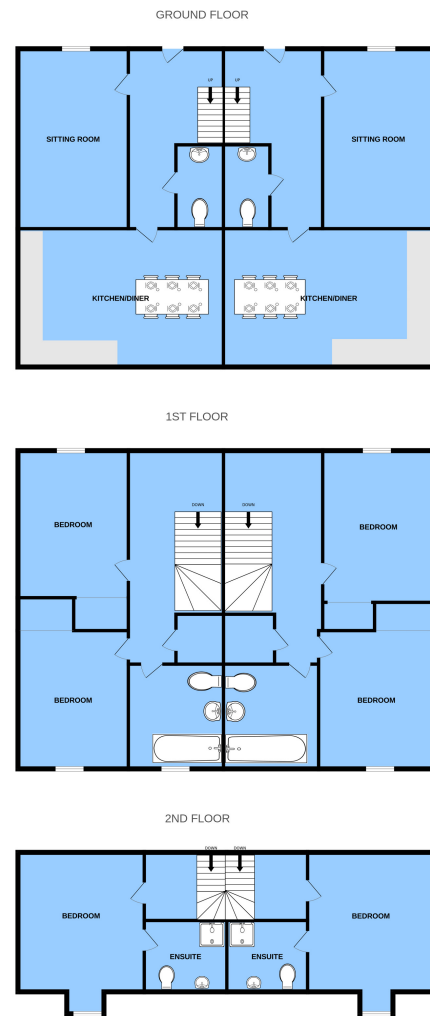 GROUND FLOOR
UP UP
SITTING ROOM SITTING ROOM
KITCHEN/DINER KITCHEN/DINER
1ST FLOOR
DOWN DOWN
BEDROOM BEDROOM
BEDROOM BEDROOM
2ND FLOOR
DOWN DOWN
BEDROOM BEDROOM
ENSUITE ENSUITE